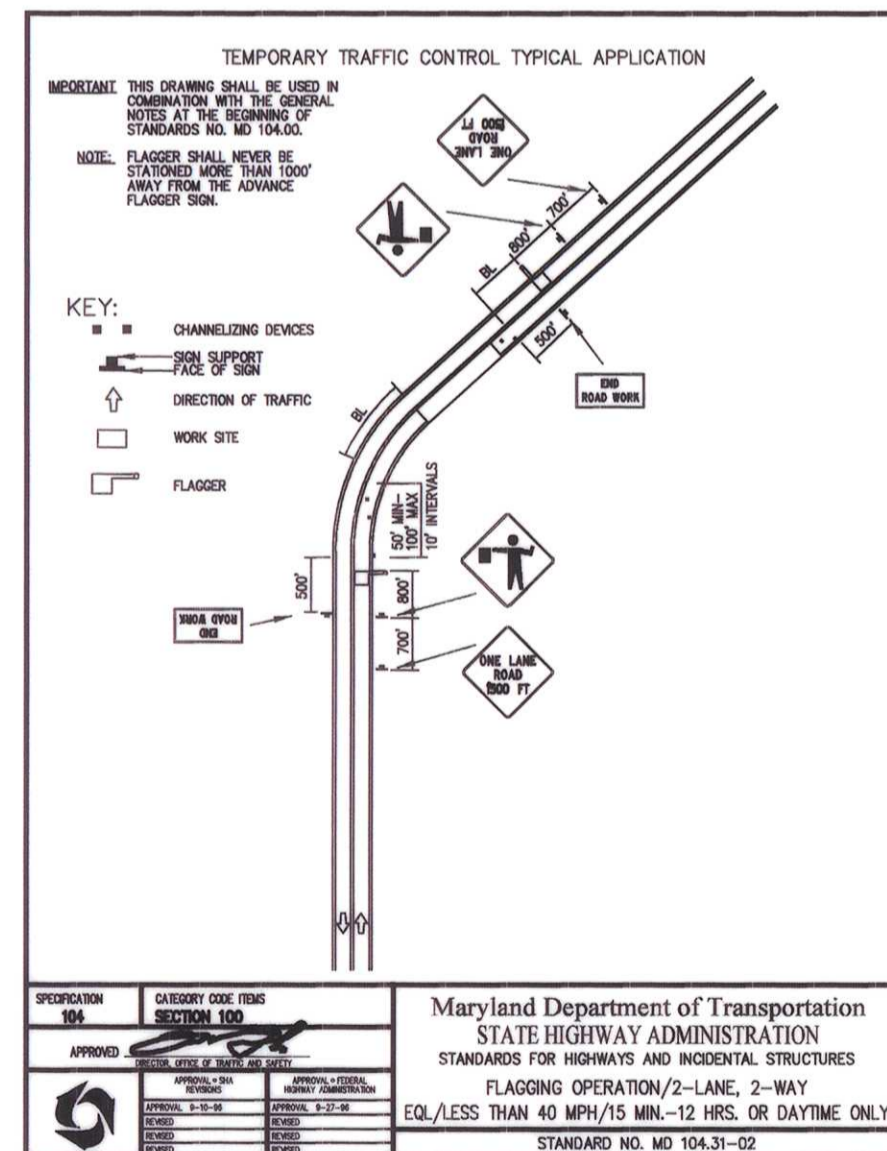 TEMPORARY TRAFFIC CONTROL TYPICAL APPLICATION
IMPORTANT THIS DRAWING SHALL BE USED IN
COMBINATION WITH THE GENERAL
NOTES AT THE BEGINNING OF
STANDARDS NO. MD 104.00.
NOTE: FLAGGER SHALL NEVER BE
STATIONED MORE THAN 1000'
AWAY FROM THE ADVANCE
FLAGGER SIGN.
ONE LANE
ROAD
1500 FT
700'
800'
BL
500'
END
ROAD WORK
KEY:
CHANNELIZING DEVICES
SIGN SUPPORT
FACE OF SIGN
DIRECTION OF TRAFFIC
WORK SITE
FLAGGER
BL
50' MIN-
100' MAX
10' INTERVALS
500'
800'
700'
END
ROAD WORK
ONE LANE
ROAD
1500 FT
SPECIFICATION
104
CATEGORY CODE ITEMS
SECTION 100
APPROVED
DIRECTOR, OFFICE OF TRAFFIC AND SAFETY
APPROVAL • SHA
REVISIONS
APPROVAL • FEDERAL
HIGHWAY ADMINISTRATION
APPROVAL 9-10-96
APPROVAL 9-27-96
REVISED
REVISED
REVISED
REVISED
REVISED
REVISED
Maryland Department of Transportation
STATE HIGHWAY ADMINISTRATION
STANDARDS FOR HIGHWAYS AND INCIDENTAL STRUCTURES
FLAGGING OPERATION/2-LANE, 2-WAY
EQL/LESS THAN 40 MPH/15 MIN.-12 HRS. OR DAYTIME ONLY
STANDARD NO. MD 104.31-02